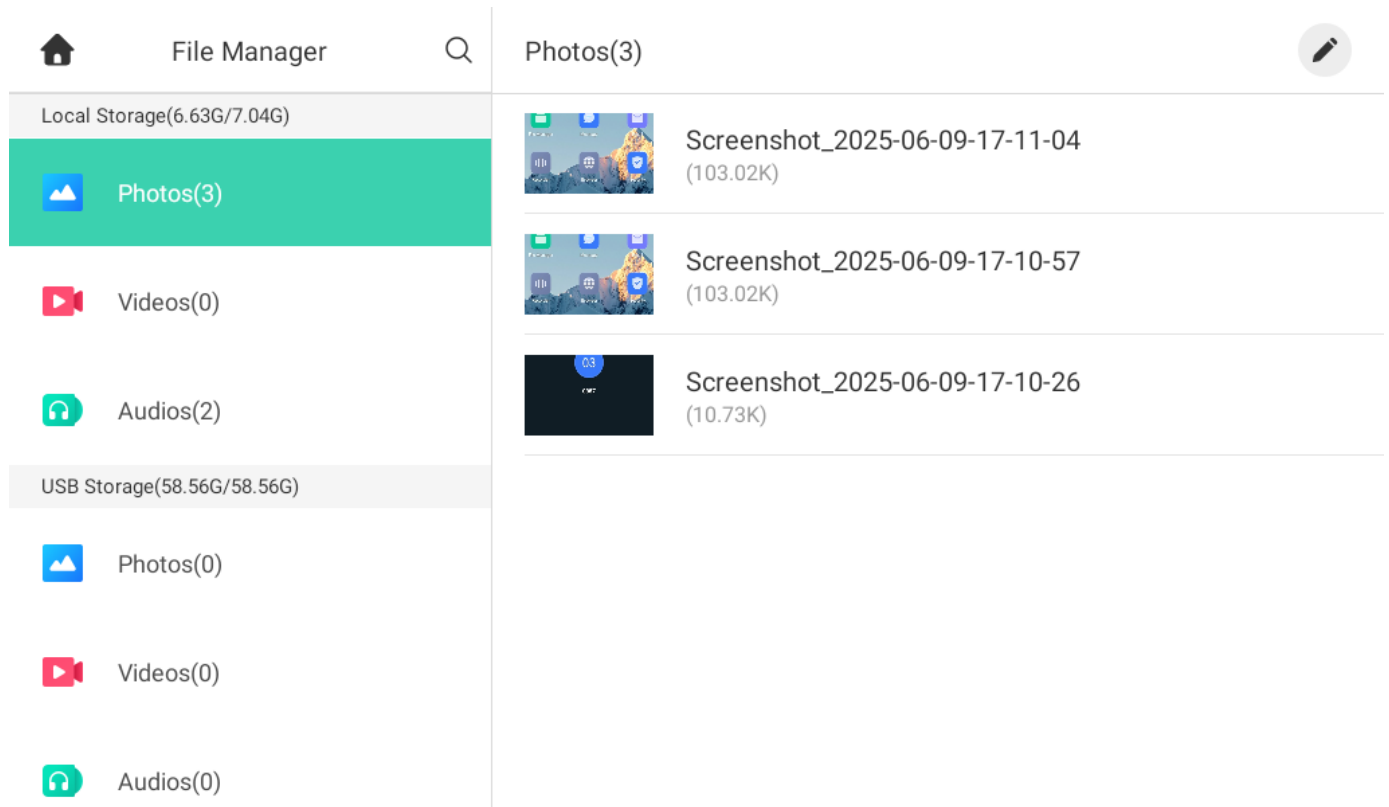 File Manager
Local Storage(6.63G/7.04G)
Photos(3)
Videos(0)
Audios(2)
USB Storage(58.56G/58.56G)
Photos(0)
Videos(0)
Audios(0)
Photos(3)
Screenshot_2025-06-09-17-11-04
(103.02K)
Screenshot_2025-06-09-17-10-57
(103.02K)
03
Screenshot_2025-06-09-17-10-26
(10.73K)